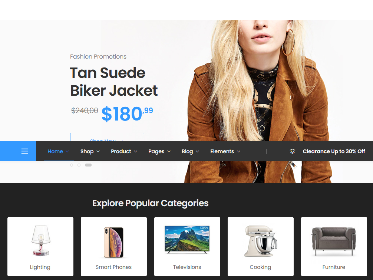 Fashion Promotions
Tan Suede
Biker Jacket
$240,00 $180.99
Home Shop Product Pages Blog Elements Clearance Up to 30% Off
Explore Popular Categories
Lighting Smart Phones Televisions Cooking Furniture